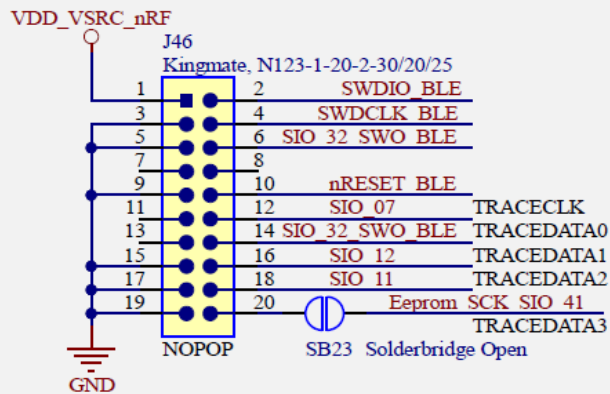 VDD_VSRC_nRF
J46
Kingmate, N123-1-20-2-30/20/25
1 2 SWDIO_BLE
3 4 SWDCLK_BLE
5 6 SIO_32_SWO_BLE
7 8
9 10 nRESET_BLE
11 12 SIO_07 TRACECLK
13 14 SIO_32_SWO_BLE TRACEDATA0
15 16 SIO_12 TRACEDATA1
17 18 SIO_11 TRACEDATA2
19 20 Eeprom_SCK_SIO_41
TRACEDATA3
NOPOP SB23 Solderbridge Open
GND